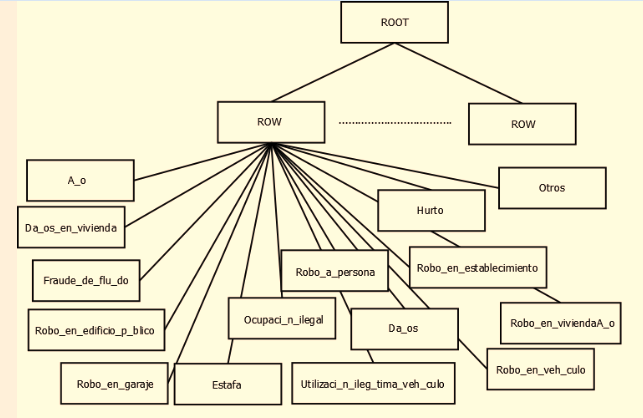 ROOT
ROW
ROW
A_o
Otros
Hurto
Da_os_en_vivienda
Robo_a_persona
Robo_en_establecimiento
Fraude_de_flu_do
Ocupaci_n_ilegal
Robo_en_viviendaA_o
Robo_en_edificio_p_blico
Da_os
Robo_en_veh_culo
Robo_en_garaje
Estafa
Utilizaci_n_ileg_tima_veh_culo